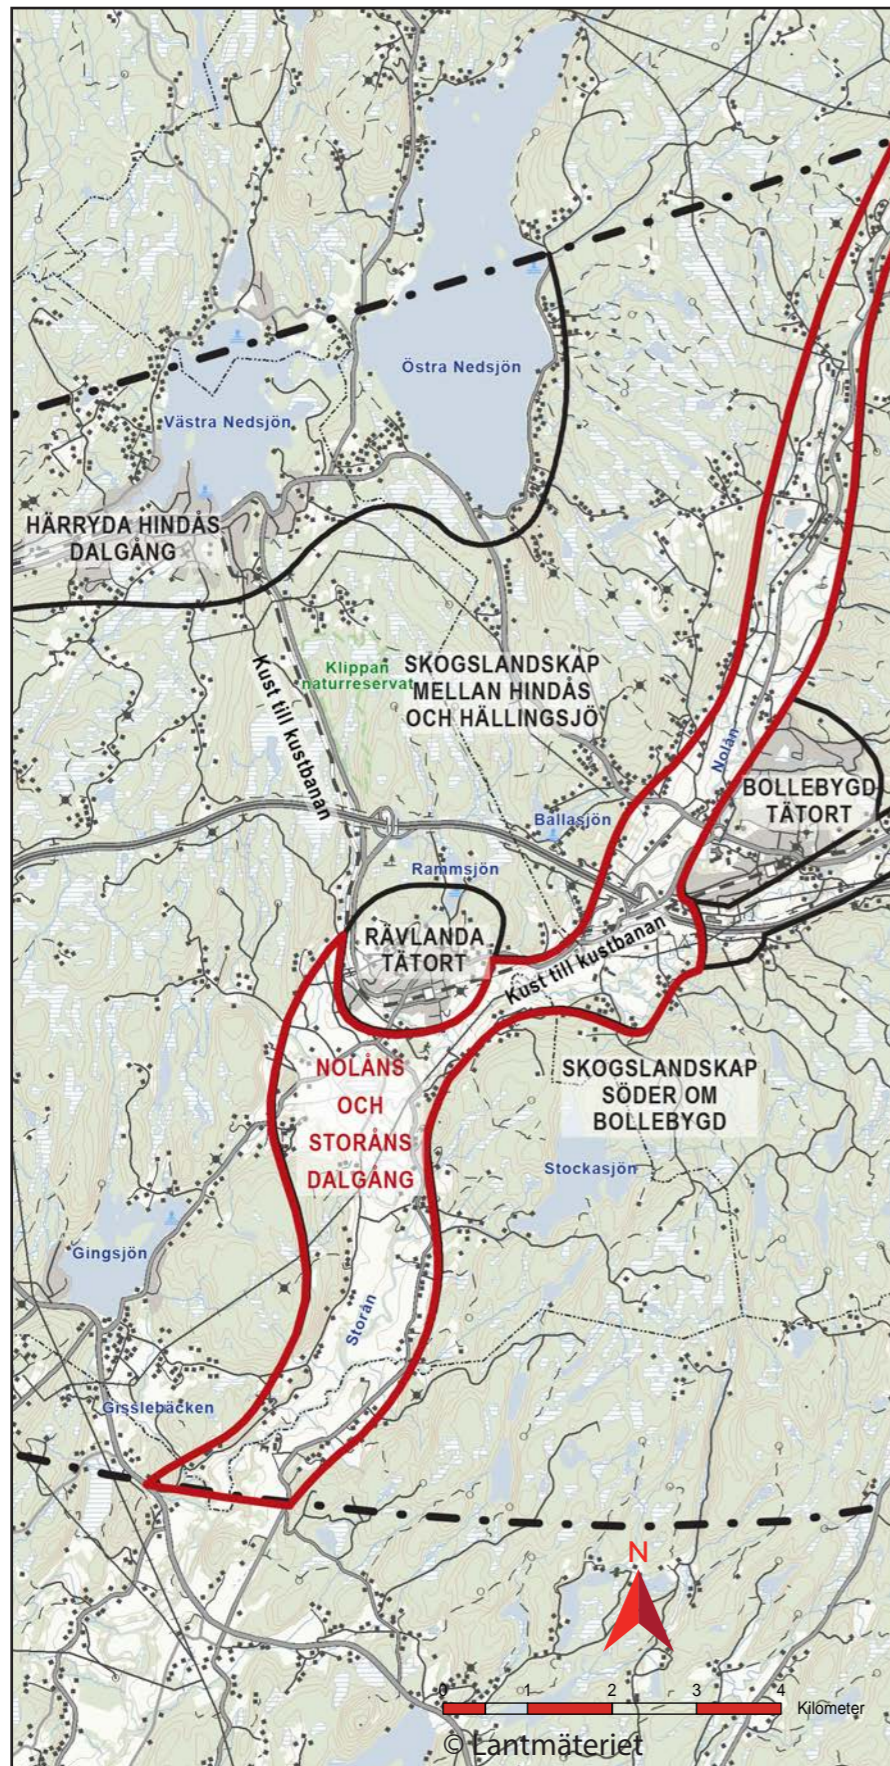 Östra Nedsjön
Västra Nedsjön
HÄRRYDA HINDÅS
DALGÅNG
Klippan
naturreservat
SKOGSLANDSKAP
MELLAN HINDÅS
OCH HÄLLINGSJÖ
Kust till kustbanan
Nolån
BOLLEBYGD
TÄTORT
Ballasjön
Rammsjön
RÄVLANDA
TÄTORT
Kust till kustbanan
NOLÅNS
OCH
STORÅNS
DALGÅNG
SKOGSLANDSKAP
SÖDER OM
BOLLEBYGD
Stockasjön
Gingsjön
Storån
Gisslebäcken
N
0 1 2 3 4
Kilometer
© Lantmäteriet